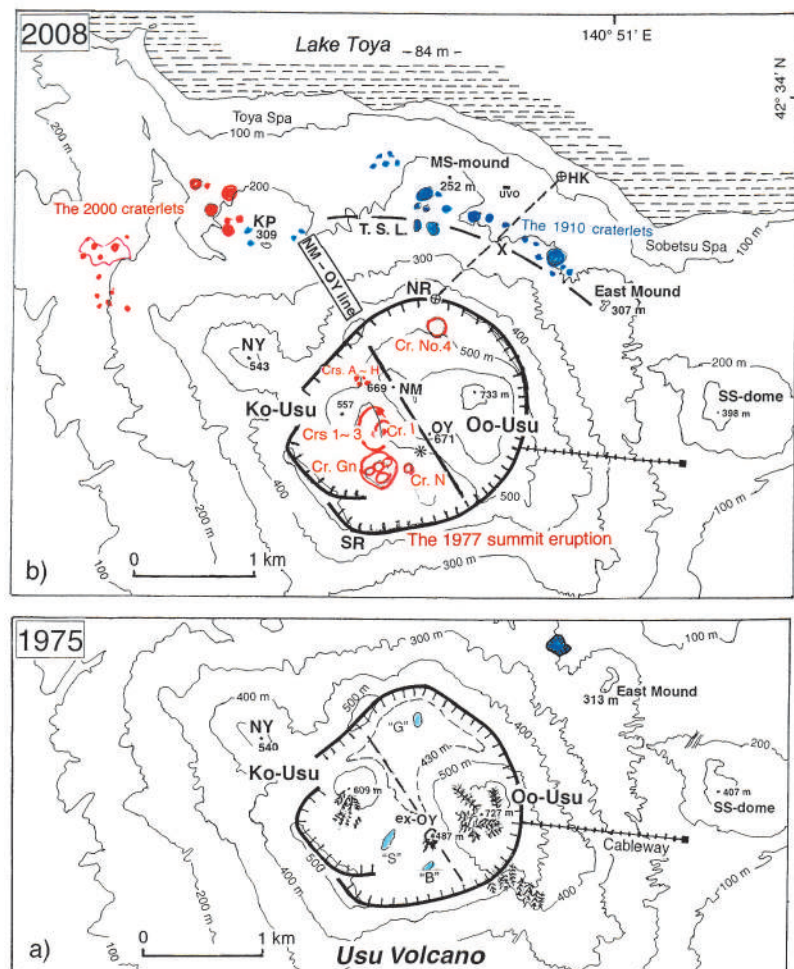 2008
Lake Toya
–84 m–
140° 51′ E
42° 34′ N
200 m
Toya Spa
100 m
MS-mound
252 m
UVO
HK
200
The 2000 craterlets
KP
309
T. S. L.
The 1910 craterlets
X
Sobetsu Spa
100 m
NM – OY line
300
NR
East Mound
307 m
NY
543
Cr. No.4
400
500 m
200 m
Crs. A ~ H
669
NM
733 m
SS-dome
398 m
Ko-Usu
557
Crs 1~3
Cr. I
OY
671
Oo-Usu
Cr. Gn.
Cr. N
400
500
100 m
200 m
SR
The 1977 summit eruption
100
300 m
b)
0
1 km
1975
300 m
100 m
400 m
500 m
East Mound
313 m
NY
540
"G"
430 m
200
Ko-Usu
500 m
609 m
Oo-Usu
727 m
407 m
SS-dome
ex-OY
487 m
"S"
"B"
Cableway
500
400
400 m
200 m
100 m
100
a)
0
1 km
Usu Volcano